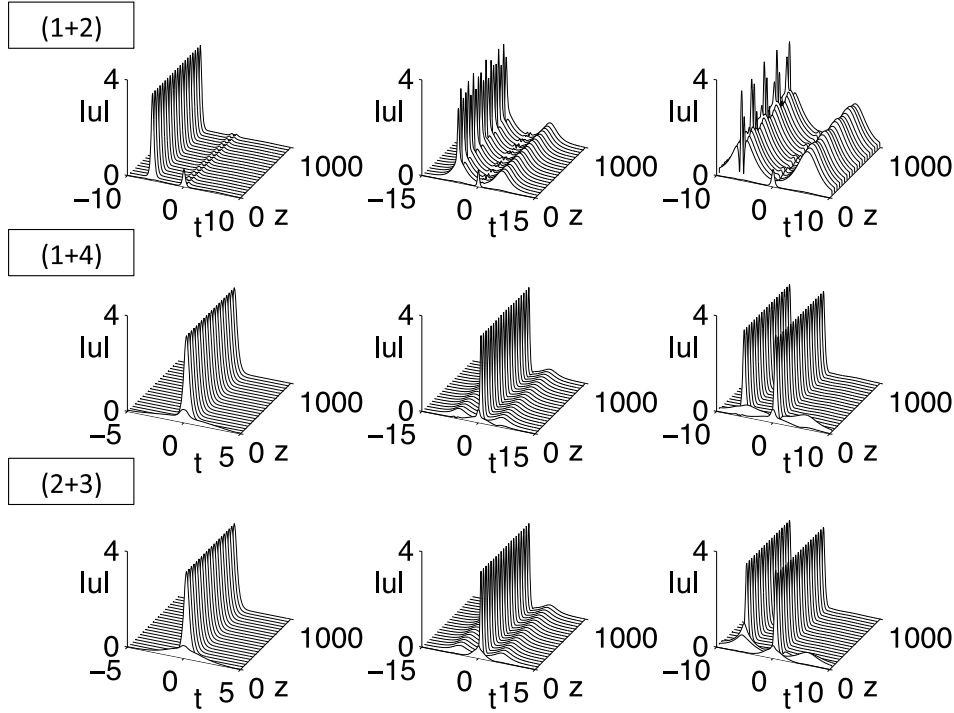 (1+2)
4 4 4
|u| |u| |u|
0 1000 0 1000 0 1000
−10 −15 −10
0 t10 0 z 0 t15 0 z 0 t10 0 z
(1+4)
4 4 4
|u| |u| |u|
0 1000 0 1000 0 1000
−5 −15 −10
0 t 5 0 z 0 t15 0 z 0 t10 0 z
(2+3)
4 4 4
|u| |u| |u|
0 1000 0 1000 0 1000
−5 −15 −10
0 t 5 0 z 0 t15 0 z 0 t10 0 z